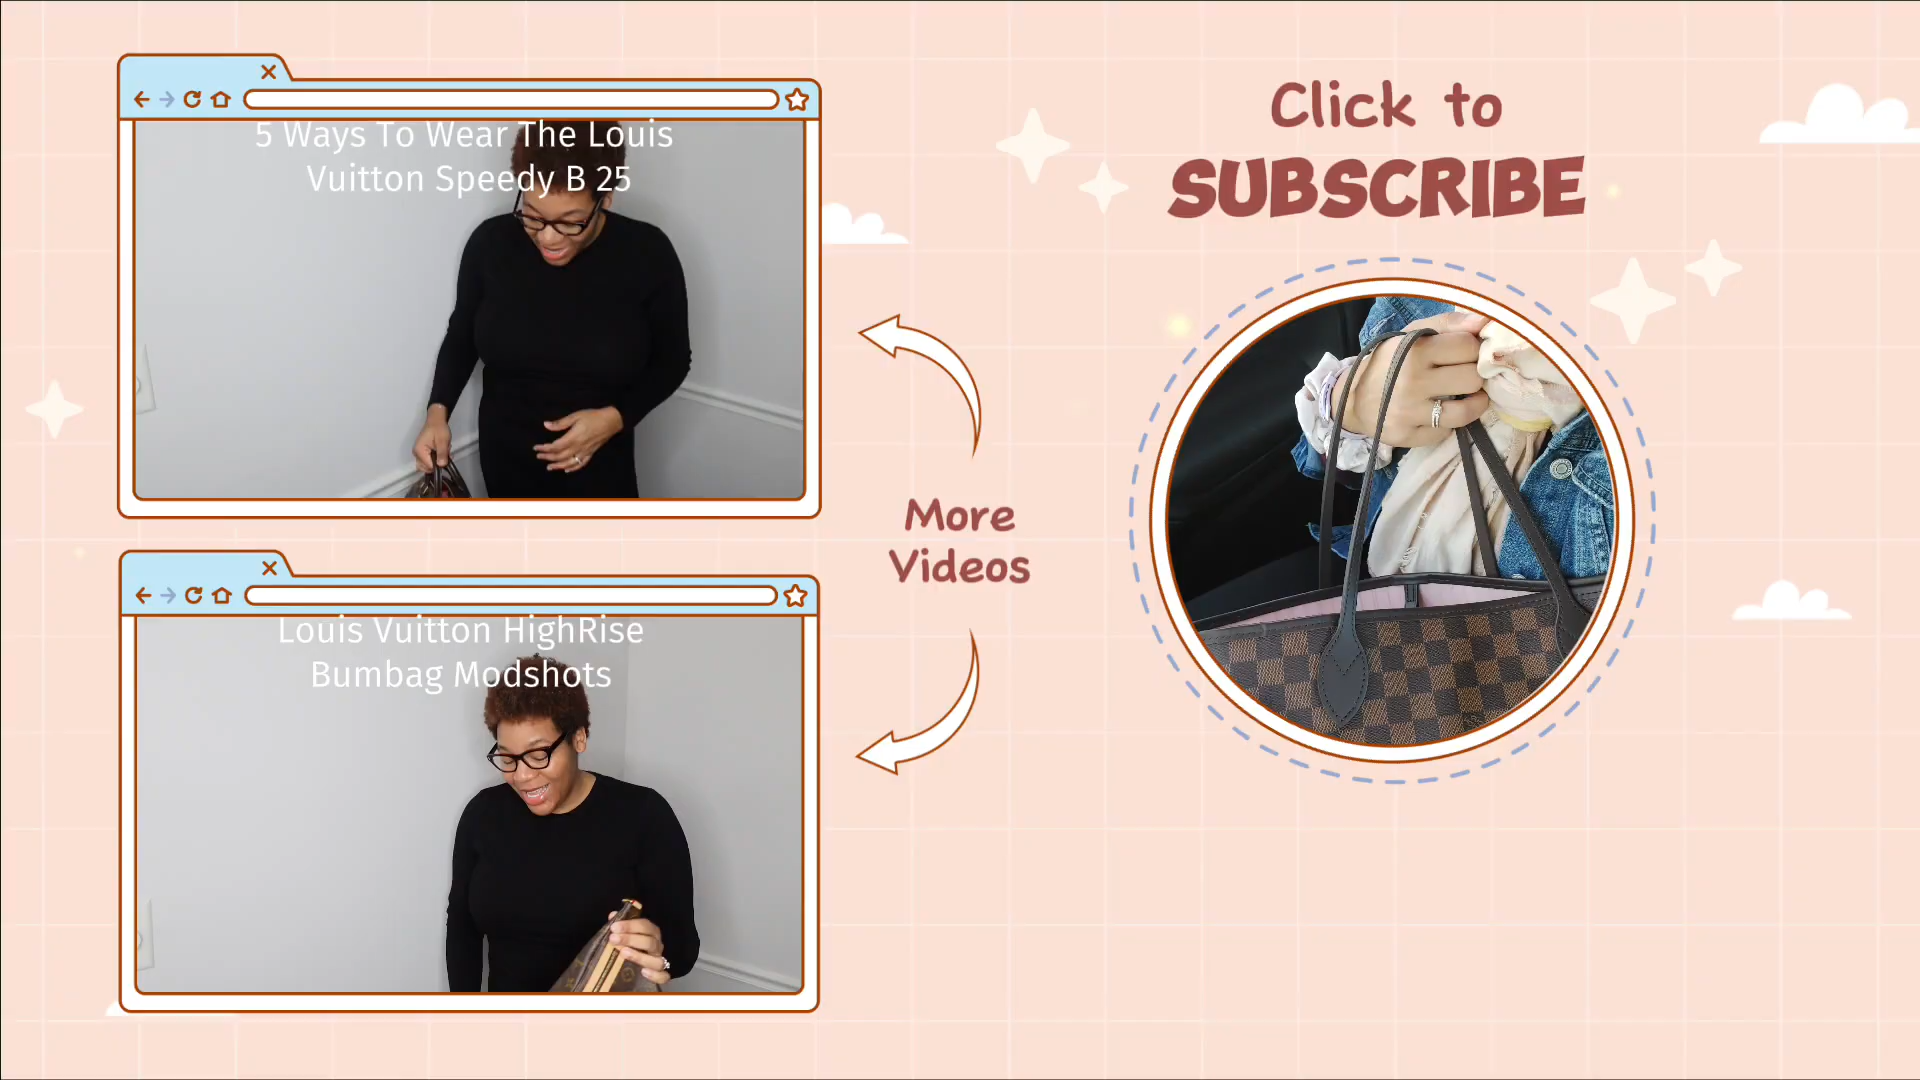 5 Ways To Wear The Louis
Vuitton Speedy B 25
Click to
SUBSCRIBE
More
Videos
Louis Vuitton HighRise
Bumbag Modshots